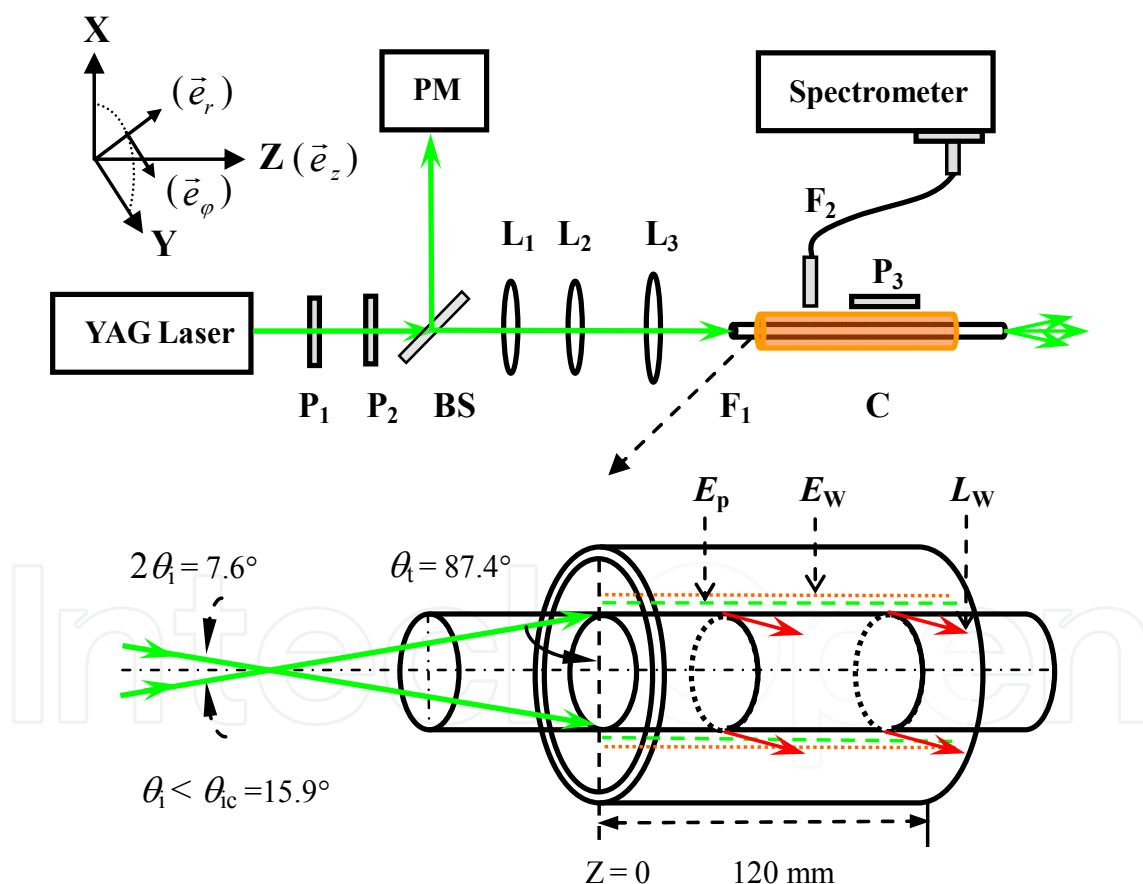 X
(e⃗r)
Z (e⃗z)
(e⃗φ)
Y
PM
Spectrometer
F2
L1 L2 L3
P3
YAG Laser
P1 P2 BS F1 C
Ep EW LW
2θi = 7.6°
θt = 87.4°
θi < θic = 15.9°
Z = 0 120 mm
IntechOpen